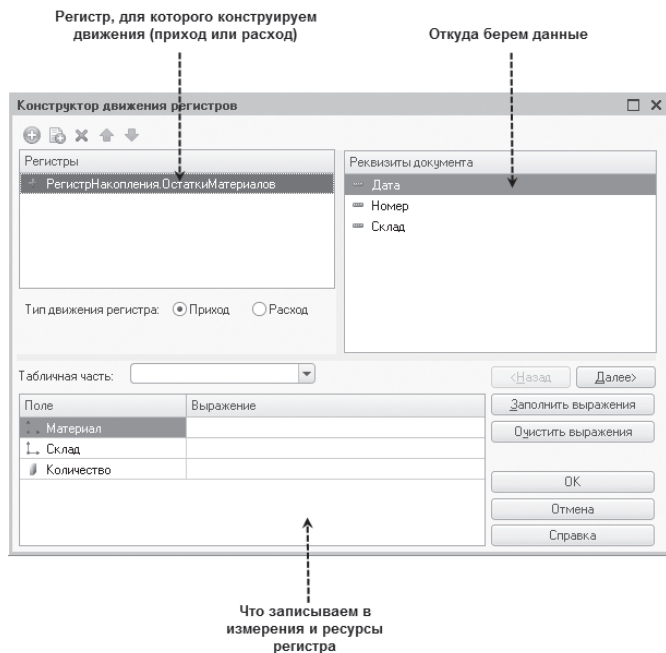 Регистр, для которого конструируем
движения (приход или расход)
Откуда берем данные
Конструктор движения регистров
Регистры
РегистрНакопления.ОстаткиМатериалов
Реквизиты документа
Дата
Номер
Склад
Тип движения регистра:
Приход
Расход
Табличная часть:
<Назад
Далее>
Поле
Выражение
Заполнить выражения
Материал
Очистить выражения
Склад
Количество
ОК
Отмена
Справка
Что записываем в
измерения и ресурсы
регистра